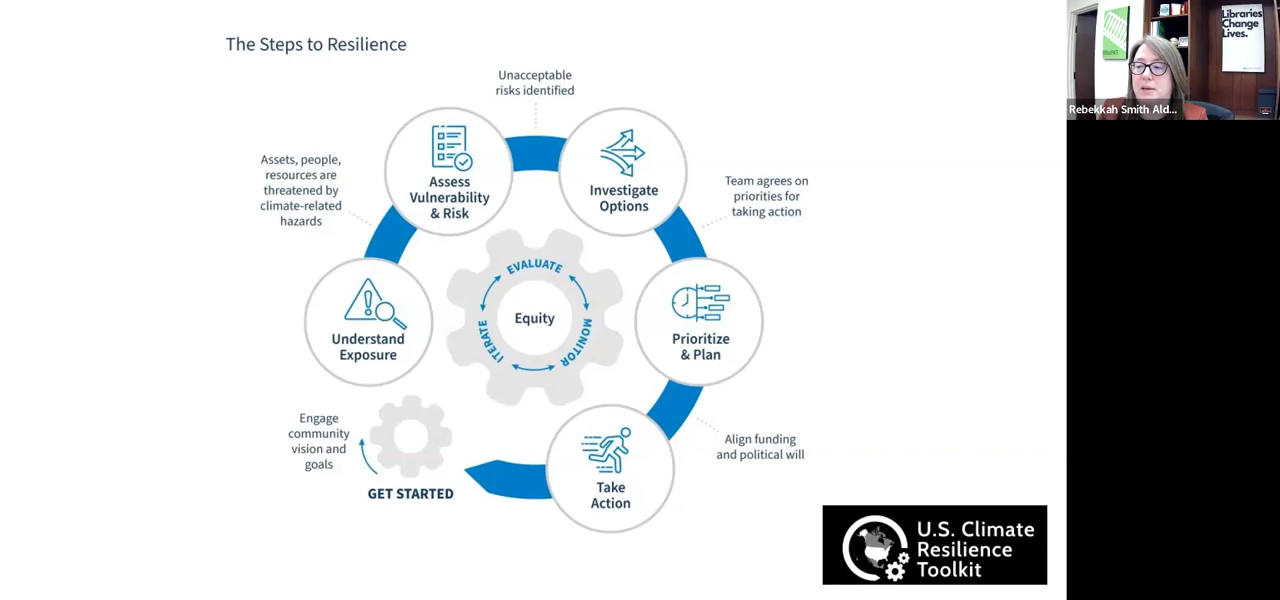 The Steps to Resilience
Unacceptable
risks identified
Assess
Vulnerability
& Risk
Investigate
Options
Assets, people,
resources are
threatened by
climate-related
hazards
Team agrees on
priorities for
taking action
EVALUATE
MONITOR
ITERATE
Equity
Understand
Exposure
Prioritize
& Plan
Engage
community
vision and
goals
GET STARTED
Take
Action
Align funding
and political will
U.S. Climate
Resilience
Toolkit
Libraries
Change
Lives.
Rebekkah Smith Ald...